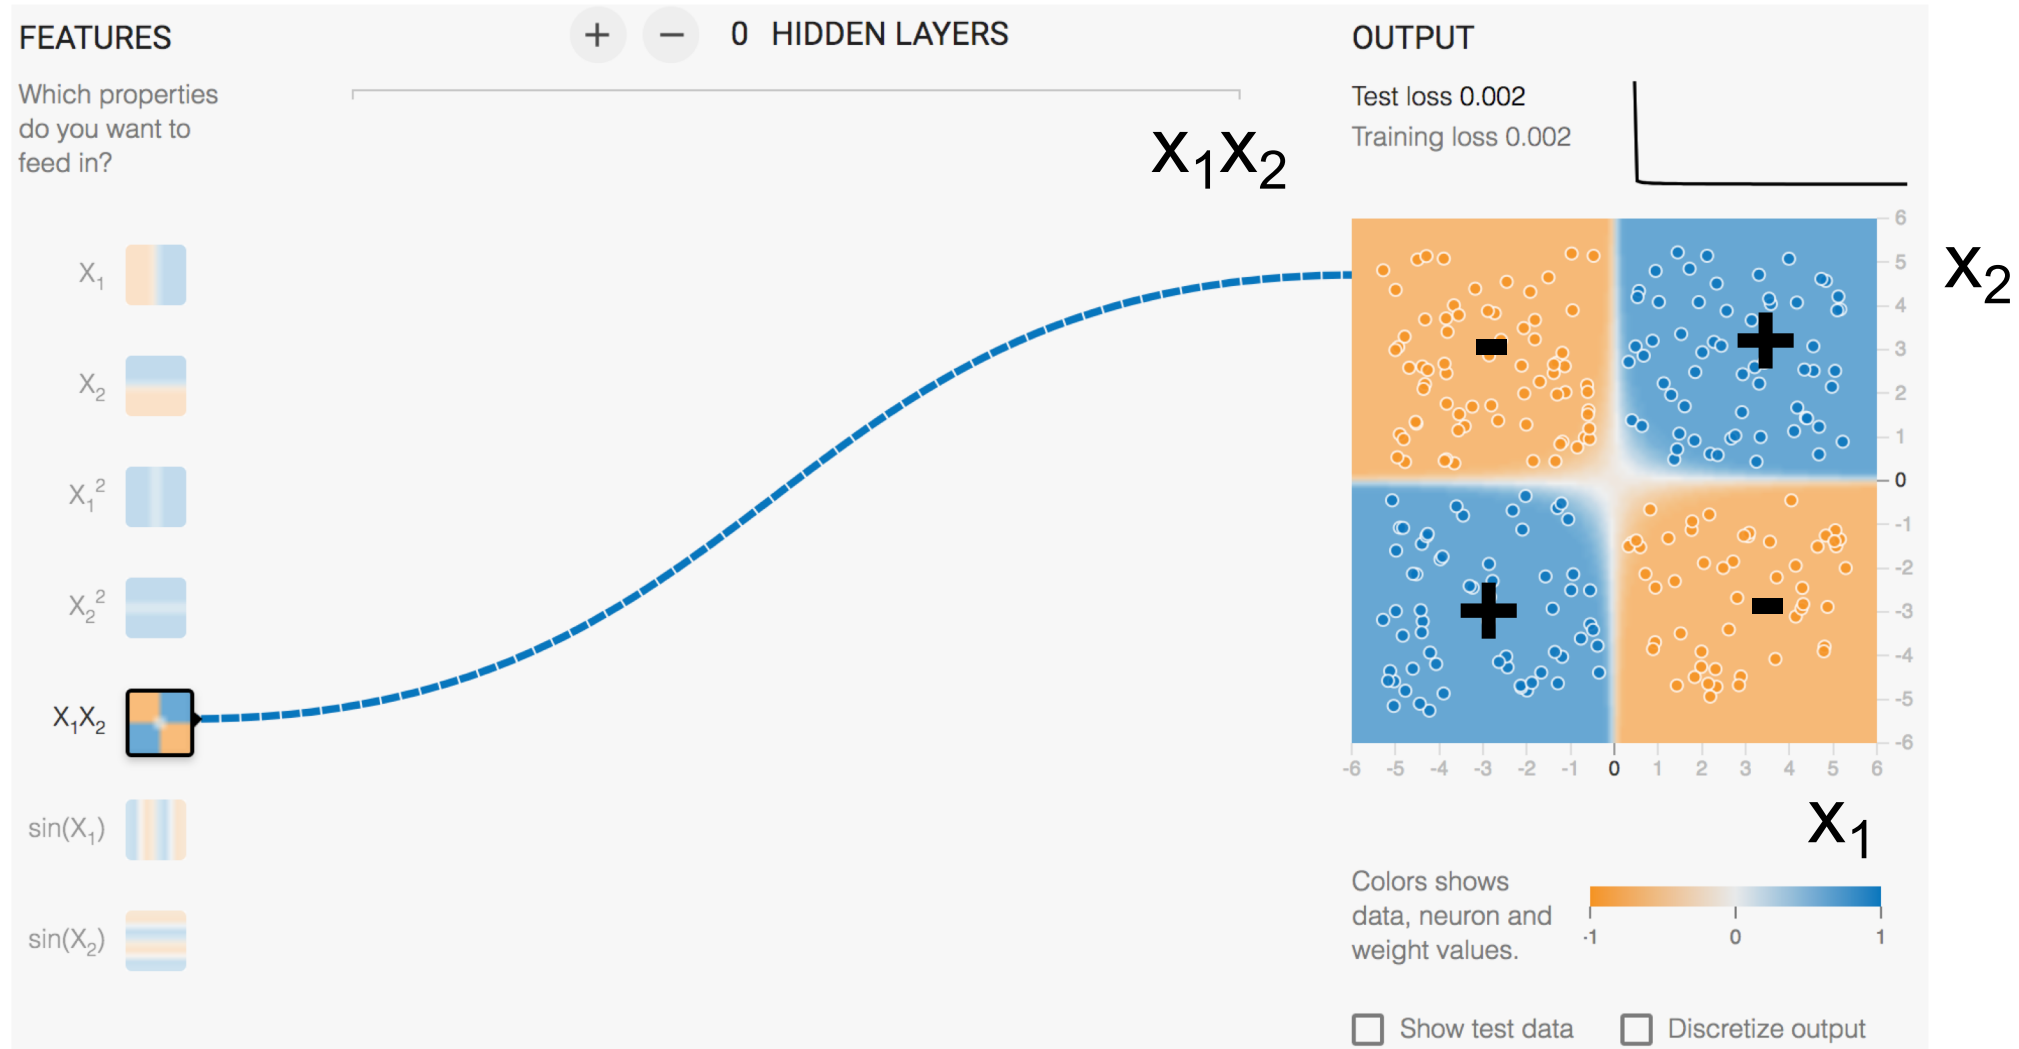 FEATURES
+ − 0 HIDDEN LAYERS
OUTPUT
Which properties
do you want to
feed in?
Test loss 0.002
Training loss 0.002
x₁x₂
X₁
X₂
X₁²
X₂²
X₁X₂
sin(X₁)
sin(X₂)
6
5
4
3
2
1
0
-1
-2
-3
-4
-5
-6
x₂
− +
+ −
-6 -5 -4 -3 -2 -1 0 1 2 3 4 5 6
x₁
Colors shows
data, neuron and
weight values.
-1 0 1
Show test data
Discretize output